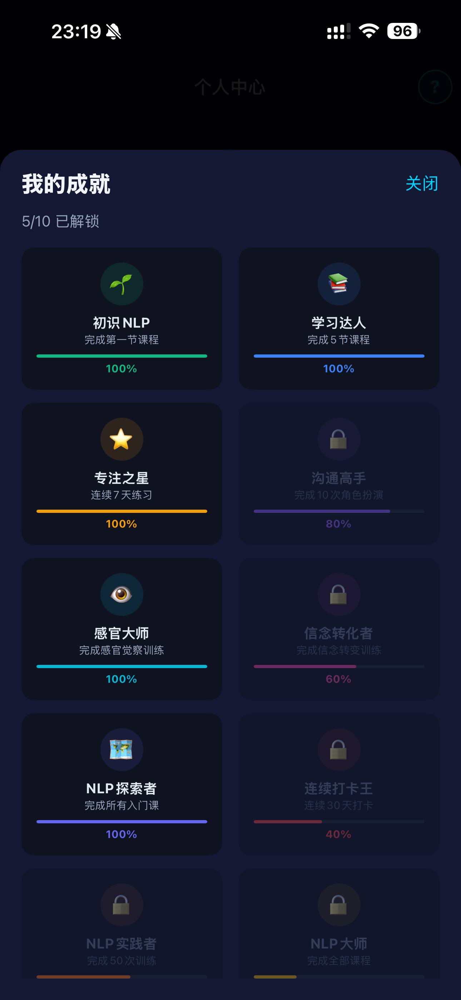 23:19
96
个人中心
?
我的成就
关闭
5/10 已解锁
初识 NLP
完成第一节课程
100%
学习达人
完成 5 节课程
100%
专注之星
连续 7 天练习
100%
沟通高手
完成 10 次角色扮演
80%
感官大师
完成感官觉察训练
100%
信念转化者
完成信念转变训练
60%
NLP 探索者
完成所有入门课
100%
连续打卡王
连续 30 天打卡
40%
NLP 实践者
完成 50 次训练
NLP 大师
完成全部课程